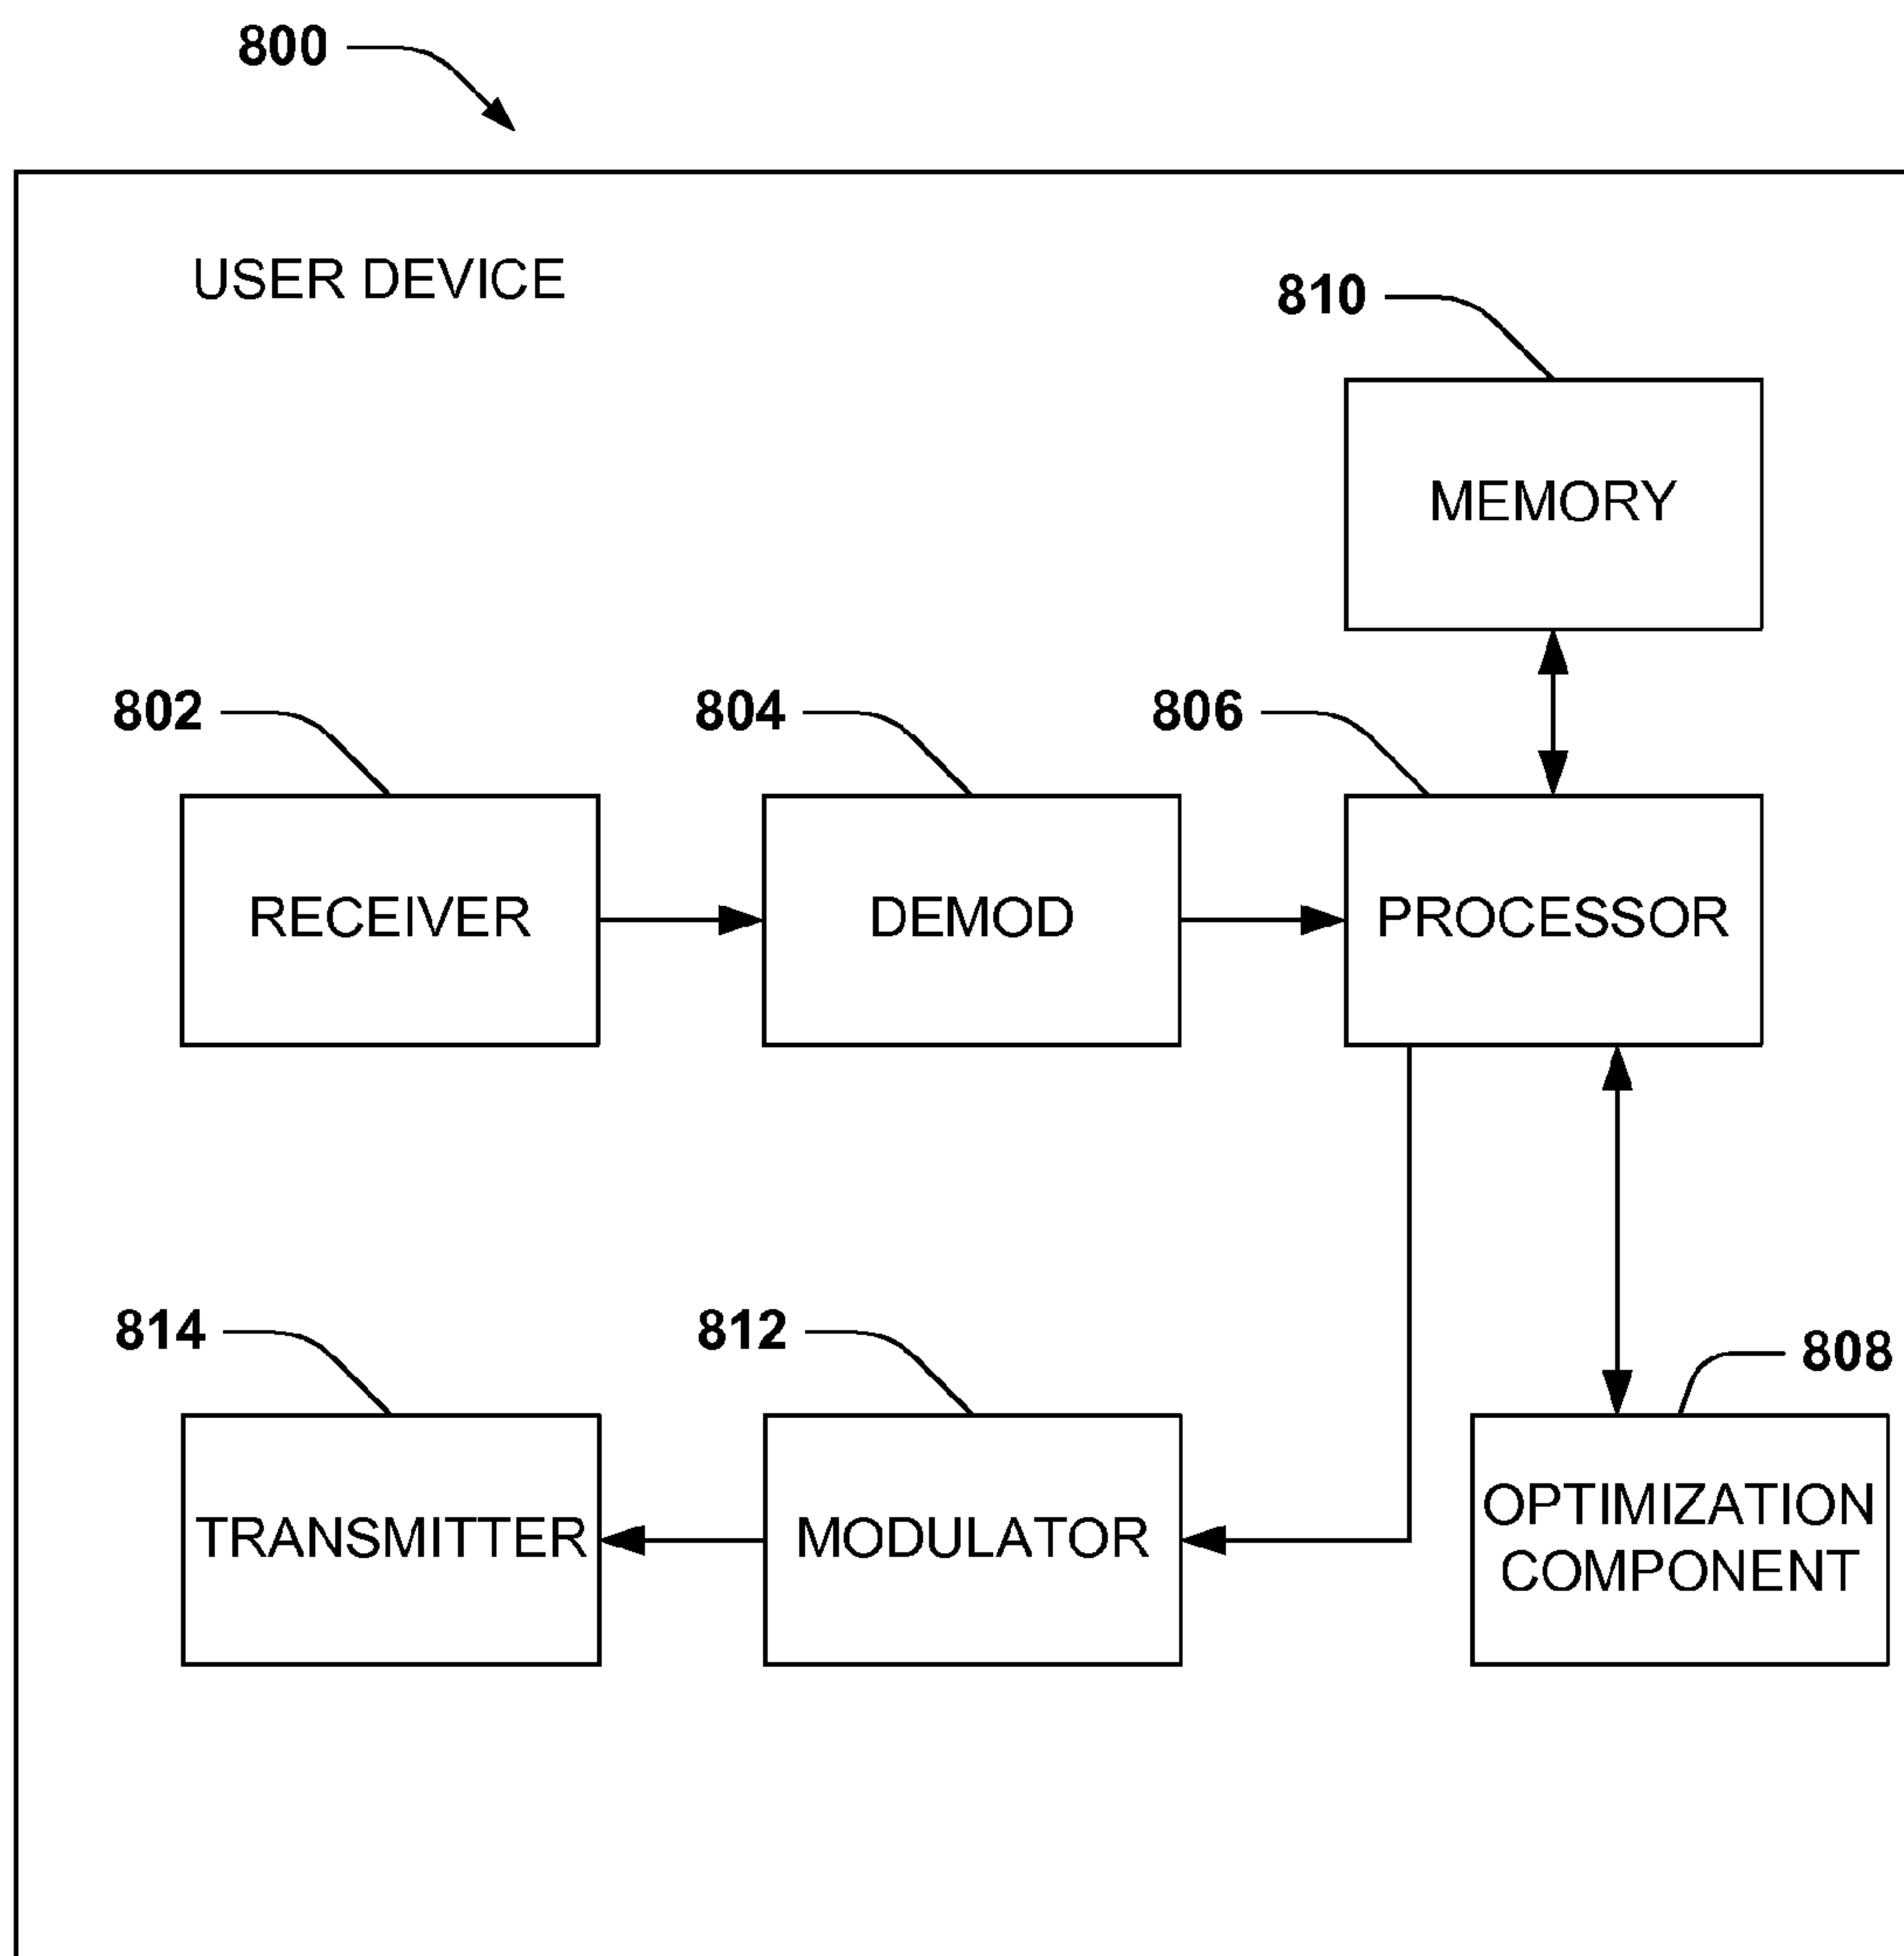 800
USER DEVICE
810
MEMORY
802
804
806
RECEIVER
DEMOD
PROCESSOR
814
812
808
TRANSMITTER
MODULATOR
OPTIMIZATION
COMPONENT